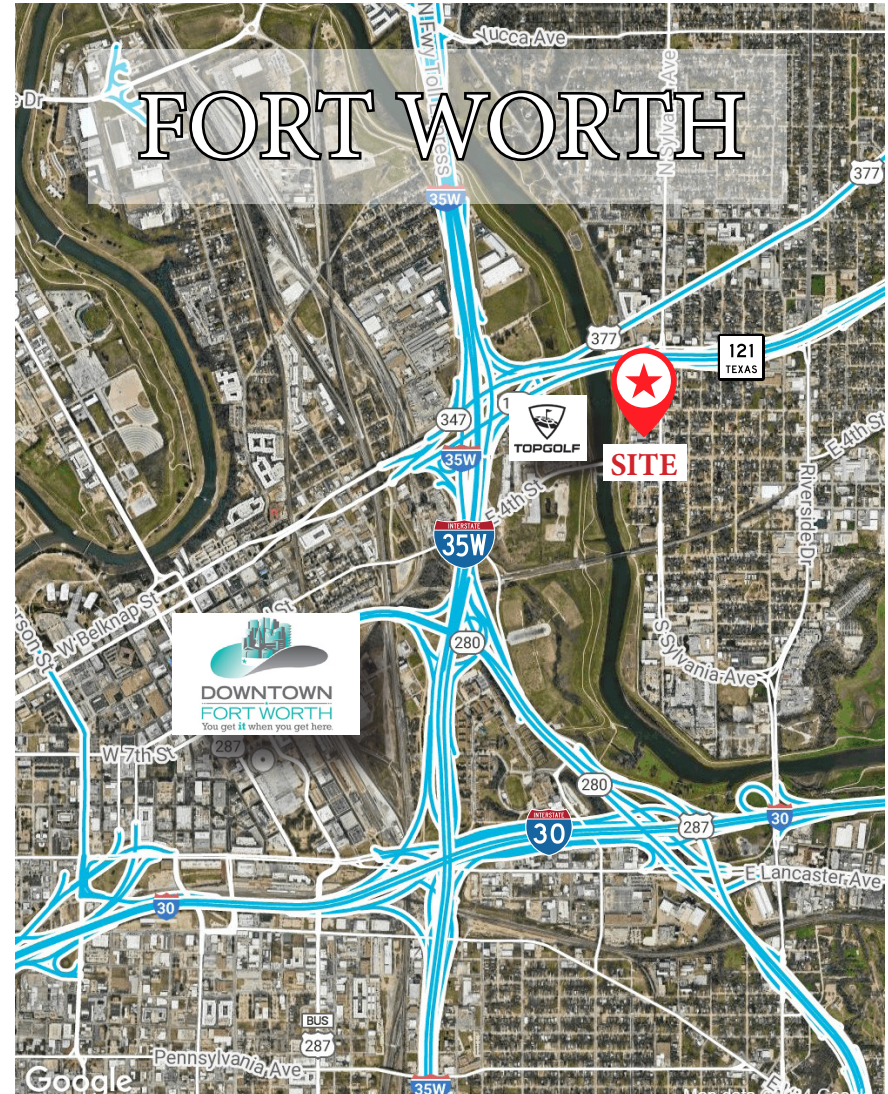 Yucca Ave
FORT WORTH
N Sylvania Ave
35W
377
377
121
TEXAS
347
TOPGOLF
SITE
35W
E 4th St
E 4th St
Riverside Dr
INTERSTATE
35W
W Belknap St
St
280
DOWNTOWN
FORT WORTH
You get it when you get here.
S Sylvania Ave
W 7th St
287
280
INTERSTATE
30
287
30
E Lancaster Ave
30
BUS
287
Pennsylvania Ave
Google
35W